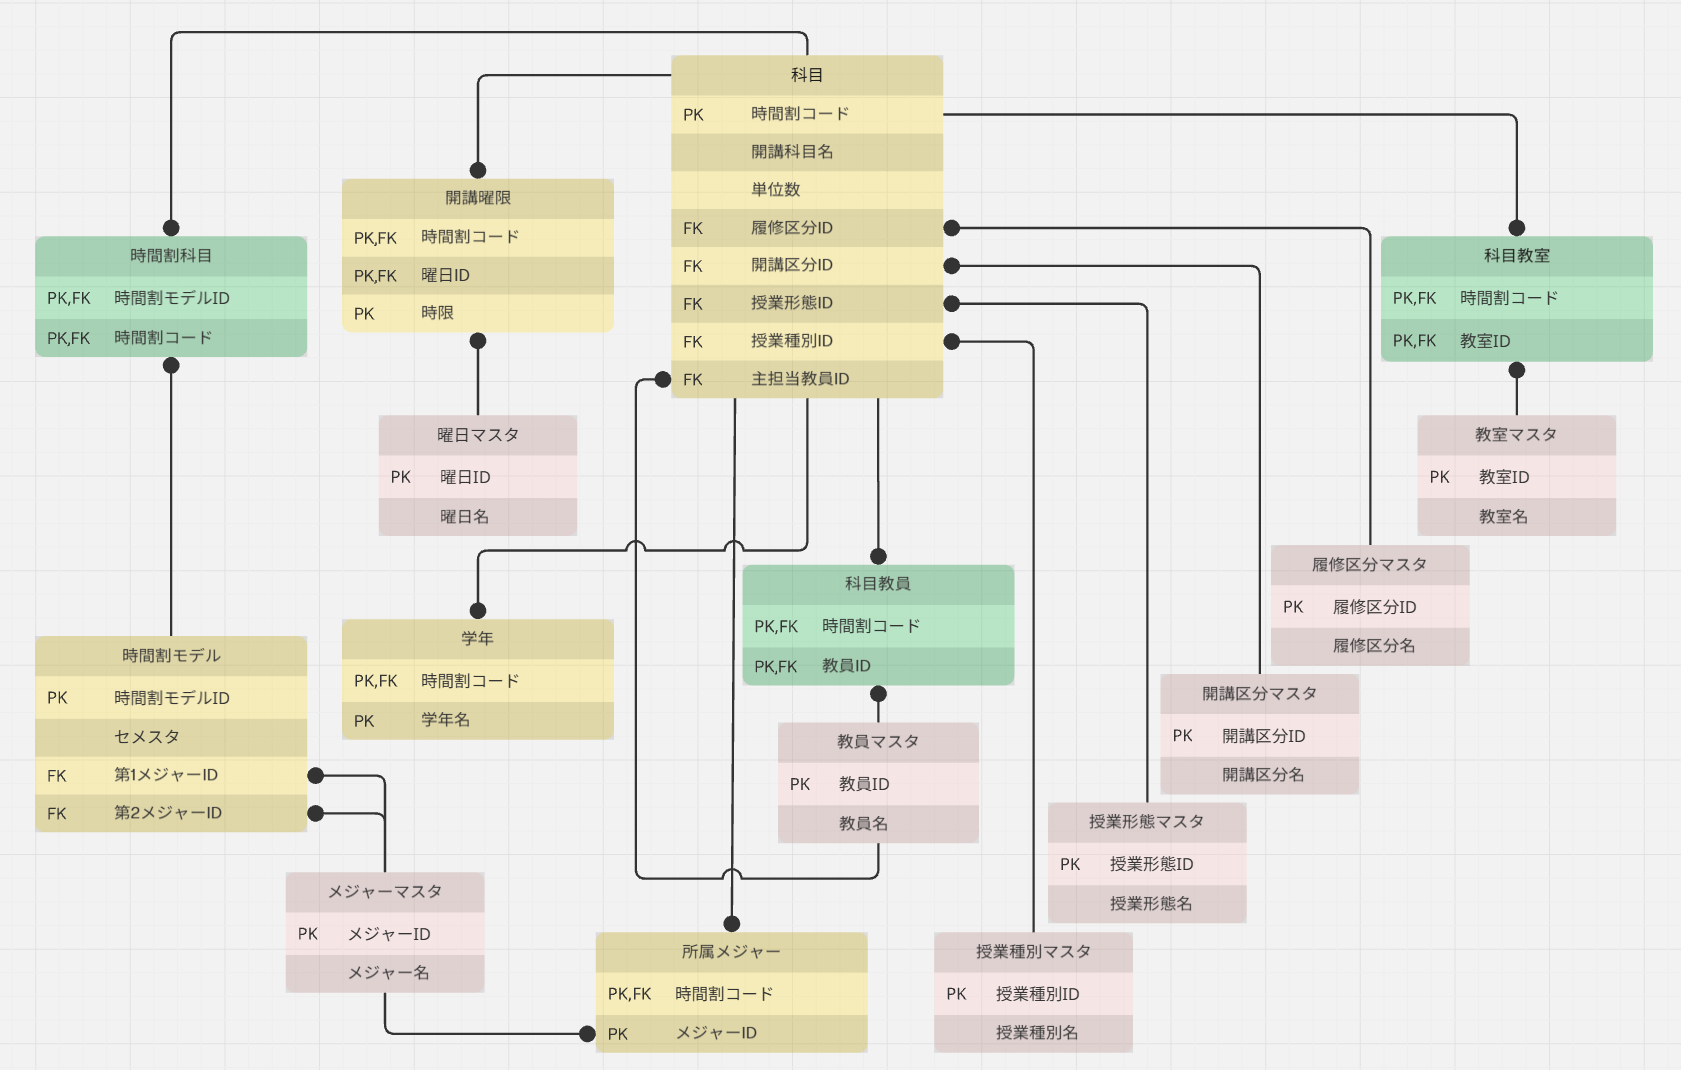 科目
PK 時間割コード
開講科目名
単位数
FK 履修区分ID
FK 開講区分ID
FK 授業形態ID
FK 授業種別ID
FK 主担当教員ID
開講曜限
PK,FK 時間割コード
PK,FK 曜日ID
PK 時限
時間割科目
PK,FK 時間割モデルID
PK,FK 時間割コード
科目教室
PK,FK 時間割コード
PK,FK 教室ID
曜日マスタ
PK 曜日ID
曜日名
教室マスタ
PK 教室ID
教室名
履修区分マスタ
PK 履修区分ID
履修区分名
科目教員
PK,FK 時間割コード
PK,FK 教員ID
学年
PK,FK 時間割コード
PK 学年名
時間割モデル
PK 時間割モデルID
セメスタ
FK 第1メジャーID
FK 第2メジャーID
開講区分マスタ
PK 開講区分ID
開講区分名
教員マスタ
PK 教員ID
教員名
授業形態マスタ
PK 授業形態ID
授業形態名
メジャーマスタ
PK メジャーID
メジャー名
所属メジャー
PK,FK 時間割コード
PK メジャーID
授業種別マスタ
PK 授業種別ID
授業種別名